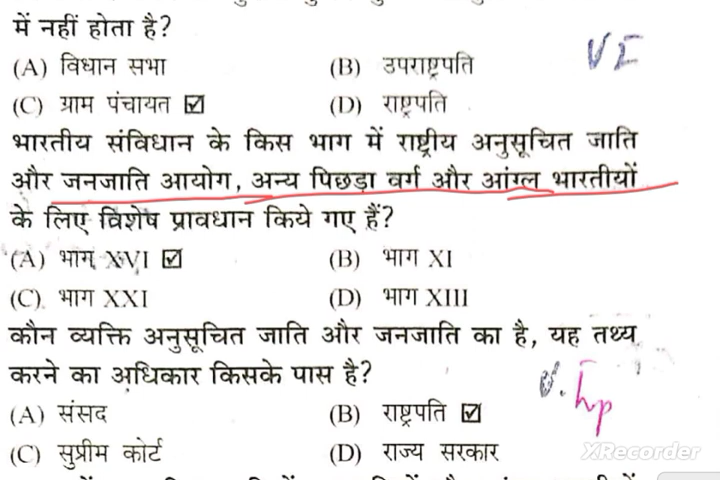 में नहीं होता है?
(A) विधान सभा (B) उपराष्ट्रपति
VI
(C) ग्राम पंचायत ☑ (D) राष्ट्रपति
भारतीय संविधान के किस भाग में राष्ट्रीय अनुसूचित जाति
और जनजाति आयोग, अन्य पिछड़ा वर्ग और आंग्ल भारतीयों
के लिए विशेष प्रावधान किये गए हैं?
(A) भाग XVI ☑ (B) भाग XI
(C) भाग XXI (D) भाग XIII
कौन व्यक्ति अनुसूचित जाति और जनजाति का है, यह तथ्य
करने का अधिकार किसके पास है?
(A) संसद (B) राष्ट्रपति ☑
(C) सुप्रीम कोर्ट (D) राज्य सरकार
XRecorder